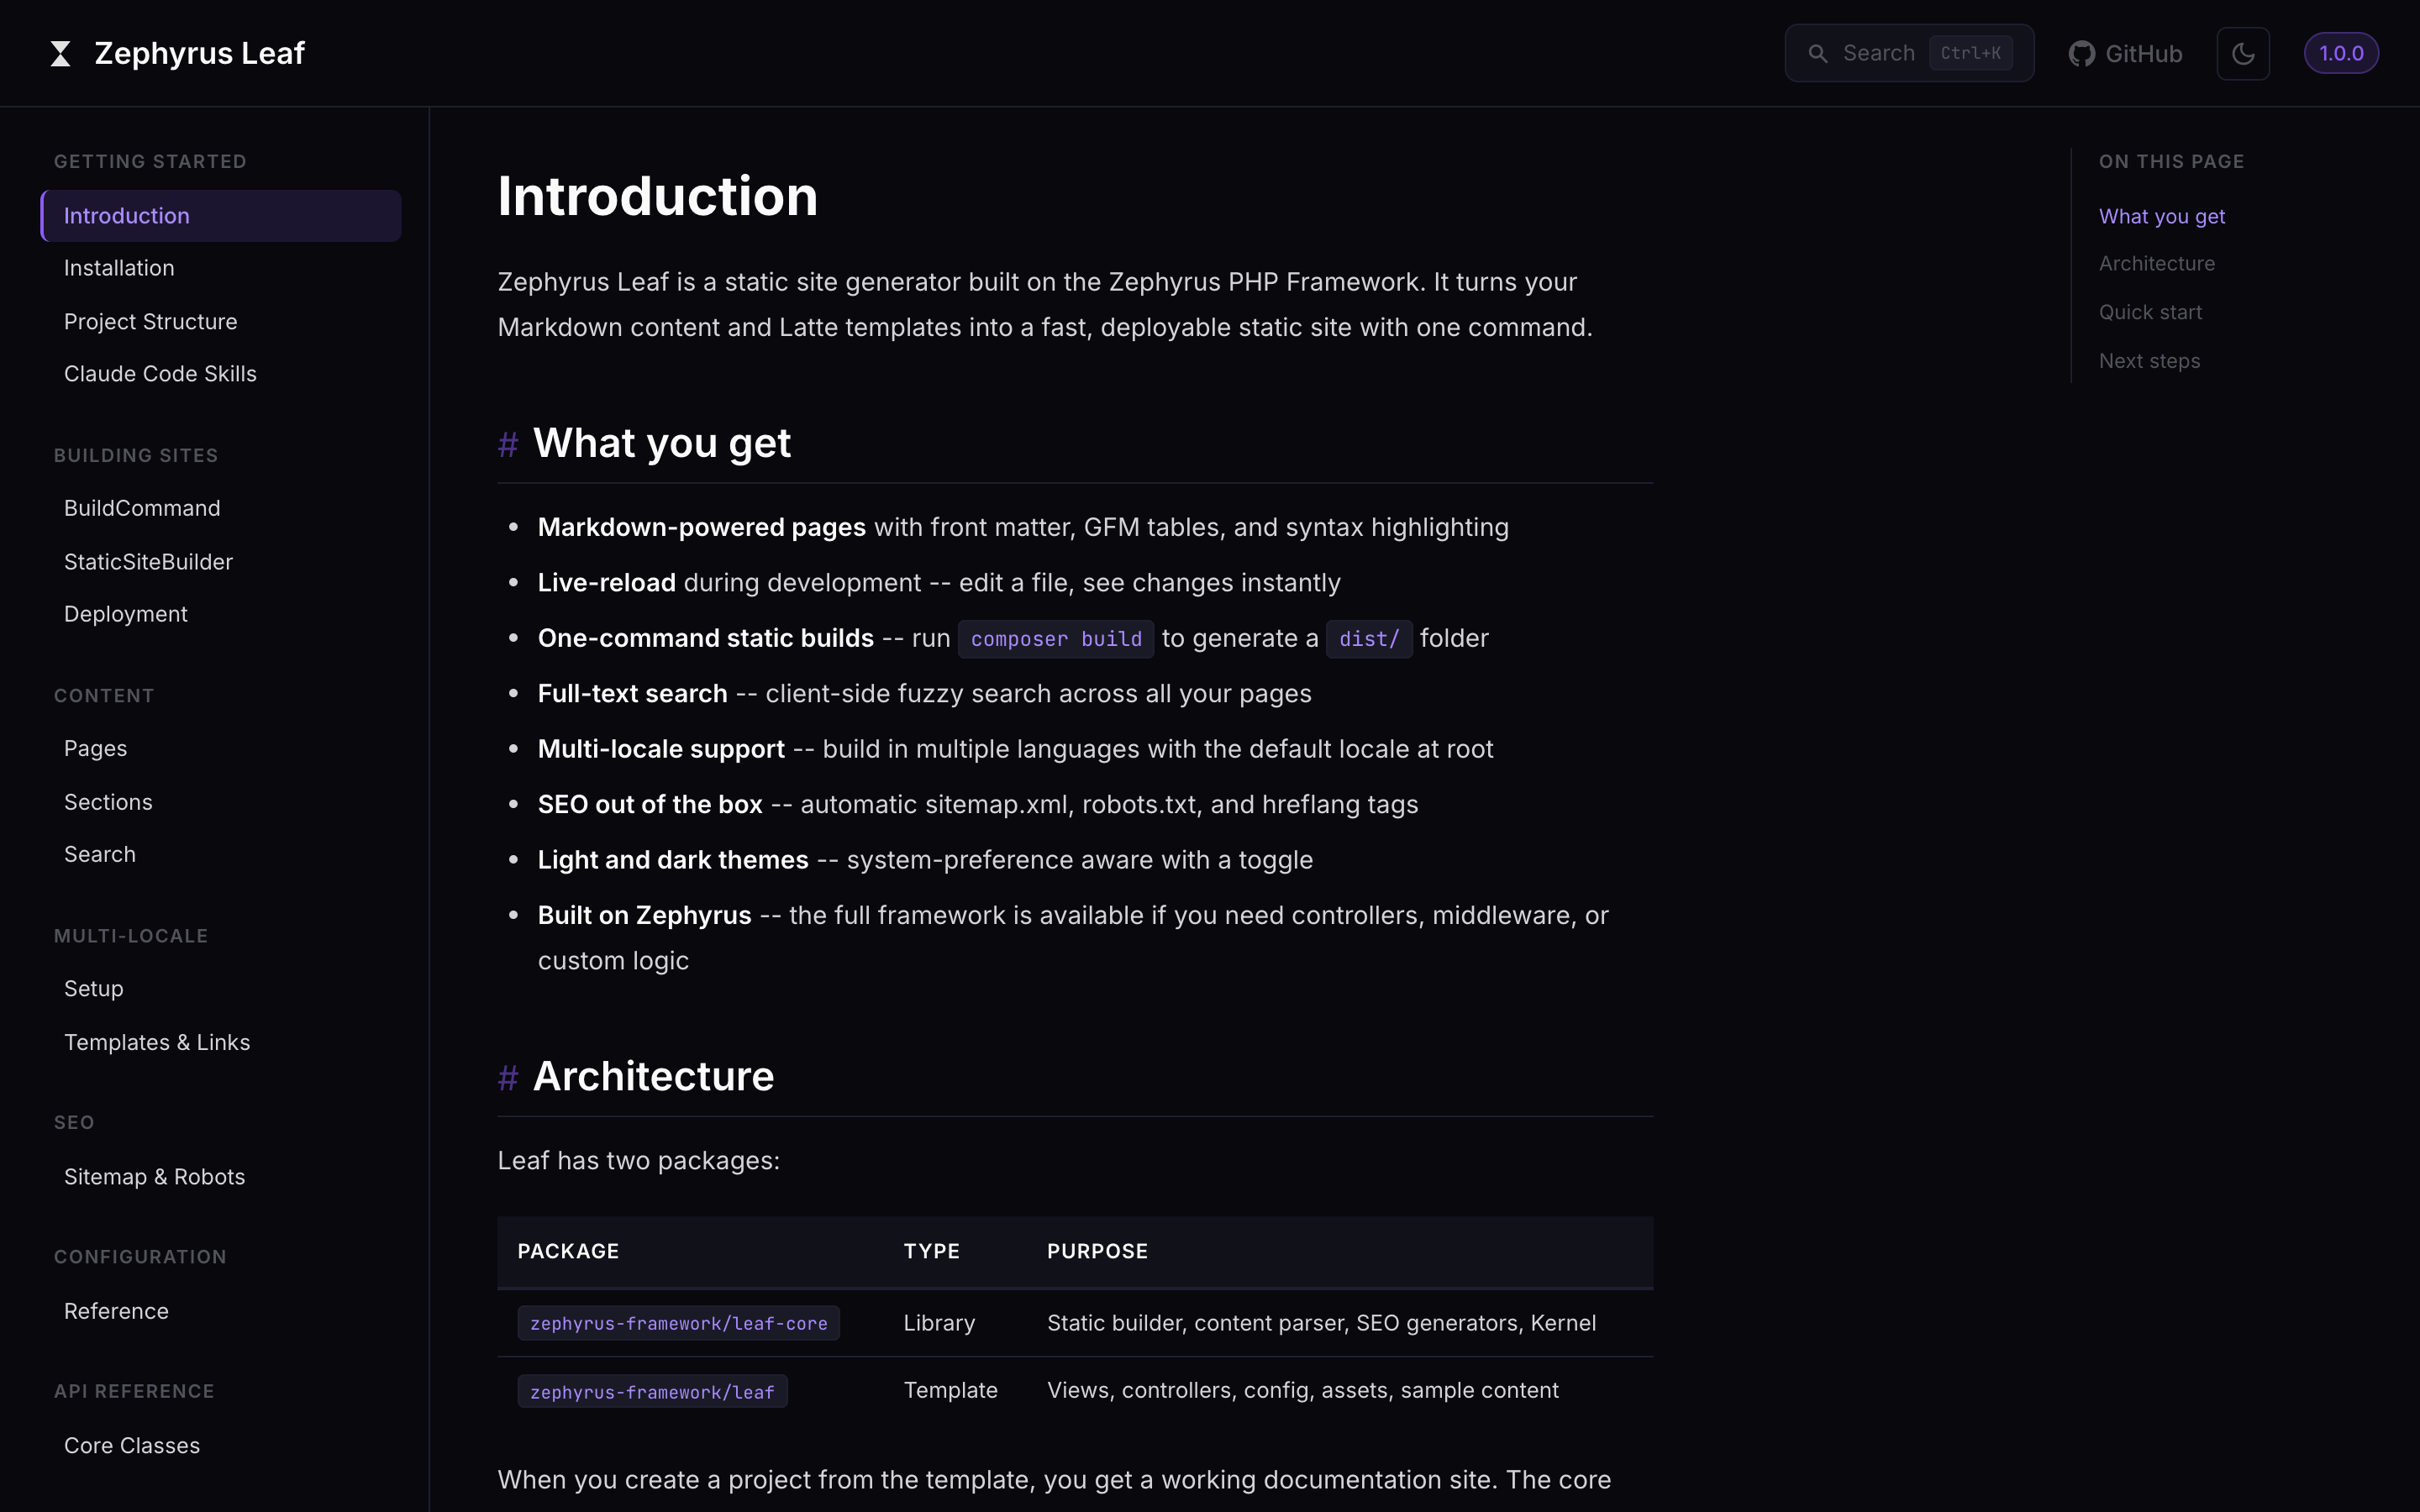 Zephyrus Leaf
Search Ctrl+K
GitHub
1.0.0
GETTING STARTED
Introduction
Installation
Project Structure
Claude Code Skills
BUILDING SITES
BuildCommand
StaticSiteBuilder
Deployment
CONTENT
Pages
Sections
Search
MULTI-LOCALE
Setup
Templates & Links
SEO
Sitemap & Robots
CONFIGURATION
Reference
API REFERENCE
Core Classes
Introduction
Zephyrus Leaf is a static site generator built on the Zephyrus PHP Framework. It turns your
Markdown content and Latte templates into a fast, deployable static site with one command.
# What you get
• Markdown-powered pages with front matter, GFM tables, and syntax highlighting
• Live-reload during development -- edit a file, see changes instantly
• One-command static builds -- run composer build to generate a dist/ folder
• Full-text search -- client-side fuzzy search across all your pages
• Multi-locale support -- build in multiple languages with the default locale at root
• SEO out of the box -- automatic sitemap.xml, robots.txt, and hreflang tags
• Light and dark themes -- system-preference aware with a toggle
• Built on Zephyrus -- the full framework is available if you need controllers, middleware, or
custom logic
# Architecture
Leaf has two packages:
PACKAGE TYPE PURPOSE
zephyrus-framework/leaf-core Library Static builder, content parser, SEO generators, Kernel
zephyrus-framework/leaf Template Views, controllers, config, assets, sample content
When you create a project from the template, you get a working documentation site. The core
ON THIS PAGE
What you get
Architecture
Quick start
Next steps